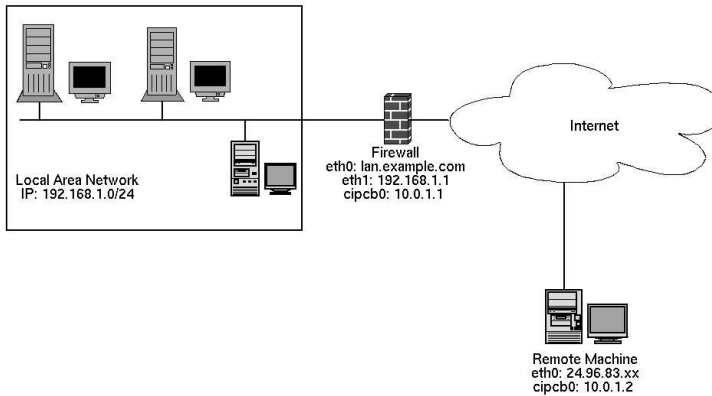 Internet
Firewall
eth0: lan.example.com
eth1: 192.168.1.1
cipcb0: 10.0.1.1
Local Area Network
IP: 192.168.1.0/24
Remote Machine
eth0: 24.96.83.xx
cipcb0: 10.0.1.2